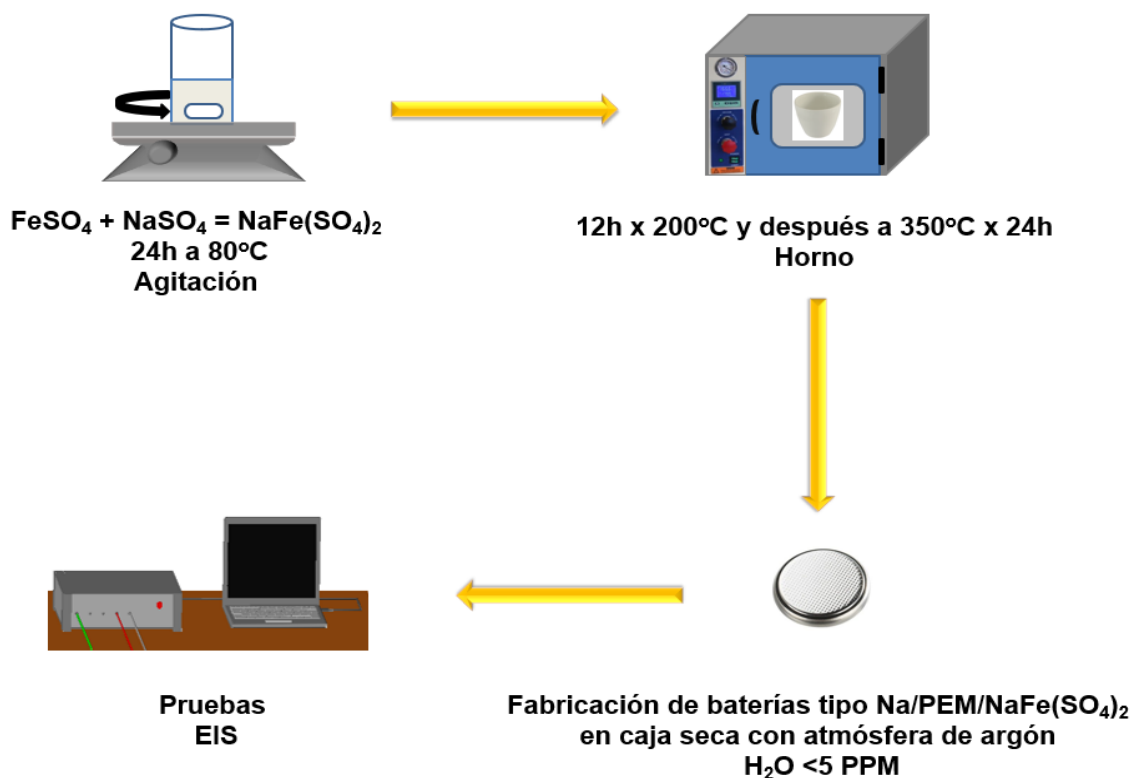 FeSO₄ + NaSO₄ = NaFe(SO₄)₂
24h a 80ºC
Agitación
12h x 200ºC y después a 350ºC x 24h
Horno
Fabricación de baterías tipo Na/PEM/NaFe(SO₄)₂
en caja seca con atmósfera de argón
H₂O <5 PPM
Pruebas
EIS